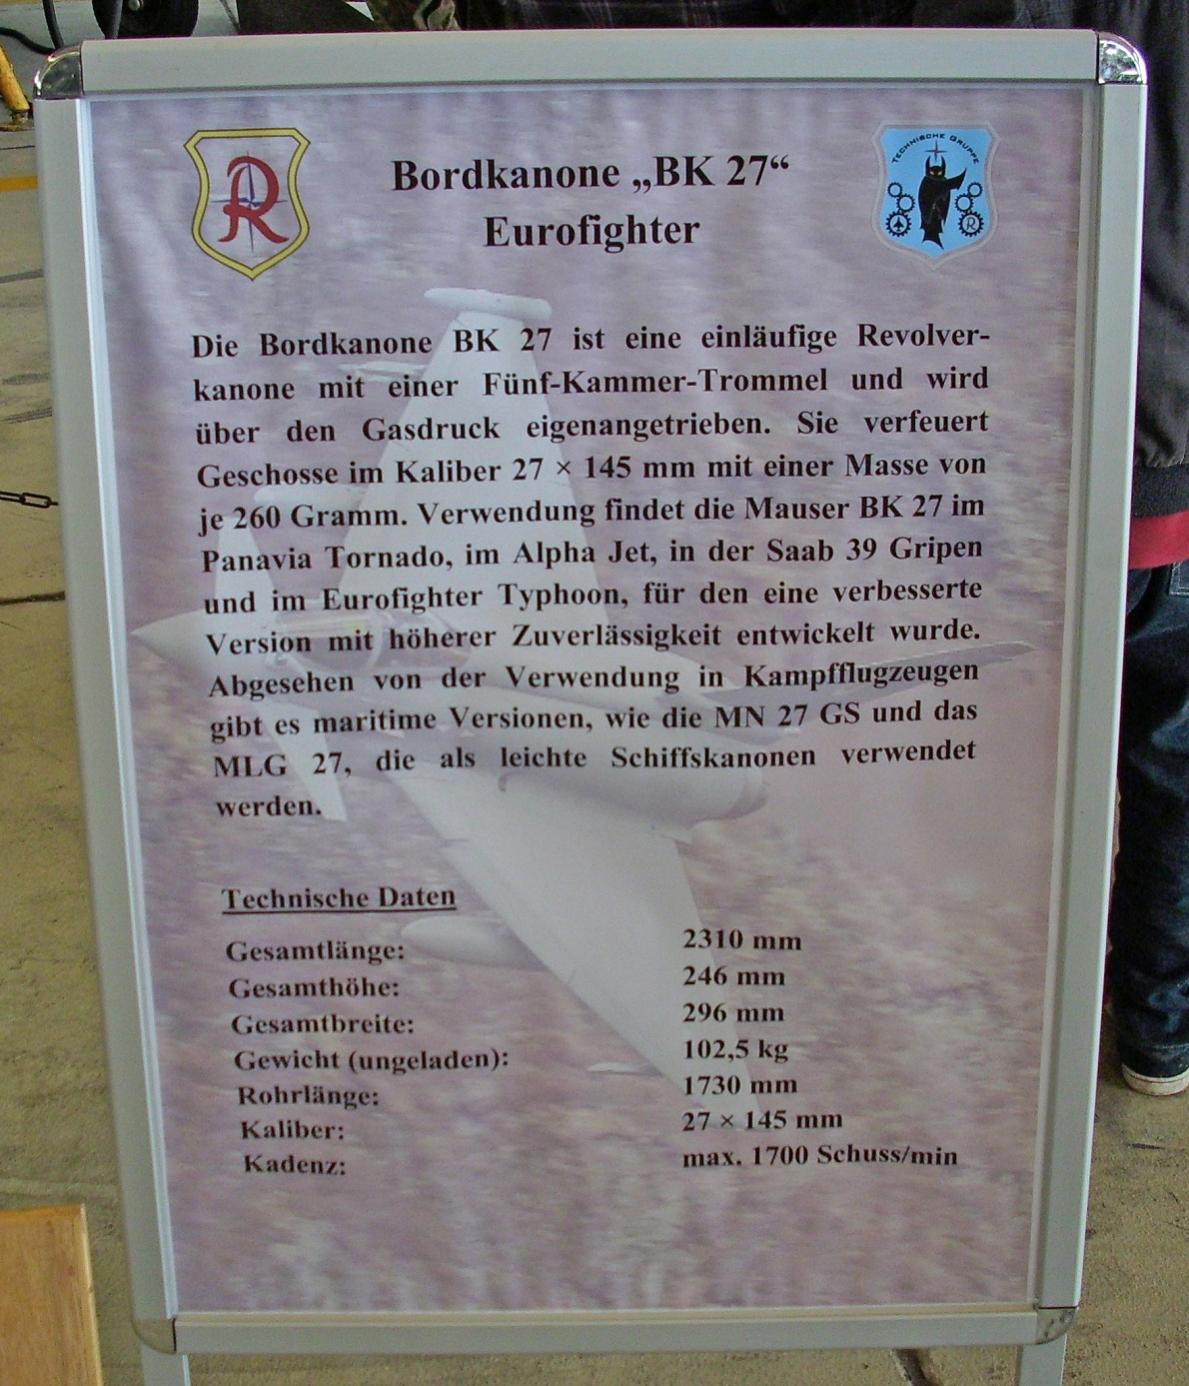 R
TECHNISCHE GRUPPE
R
Bordkanone „BK 27“
Eurofighter
Die Bordkanone BK 27 ist eine einläufige Revolver-
kanone mit einer Fünf-Kammer-Trommel und wird
über den Gasdruck eigenangetrieben. Sie verfeuert
Geschosse im Kaliber 27 × 145 mm mit einer Masse von
je 260 Gramm. Verwendung findet die Mauser BK 27 im
Panavia Tornado, im Alpha Jet, in der Saab 39 Gripen
und im Eurofighter Typhoon, für den eine verbesserte
Version mit höherer Zuverlässigkeit entwickelt wurde.
Abgesehen von der Verwendung in Kampfflugzeugen
gibt es maritime Versionen, wie die MN 27 GS und das
MLG 27, die als leichte Schiffskanonen verwendet
werden.
Technische Daten
Gesamtlänge: 2310 mm
Gesamthöhe: 246 mm
Gesamtbreite: 296 mm
Gewicht (ungeladen): 102,5 kg
Rohrlänge: 1730 mm
Kaliber: 27 × 145 mm
Kadenz: max. 1700 Schuss/min